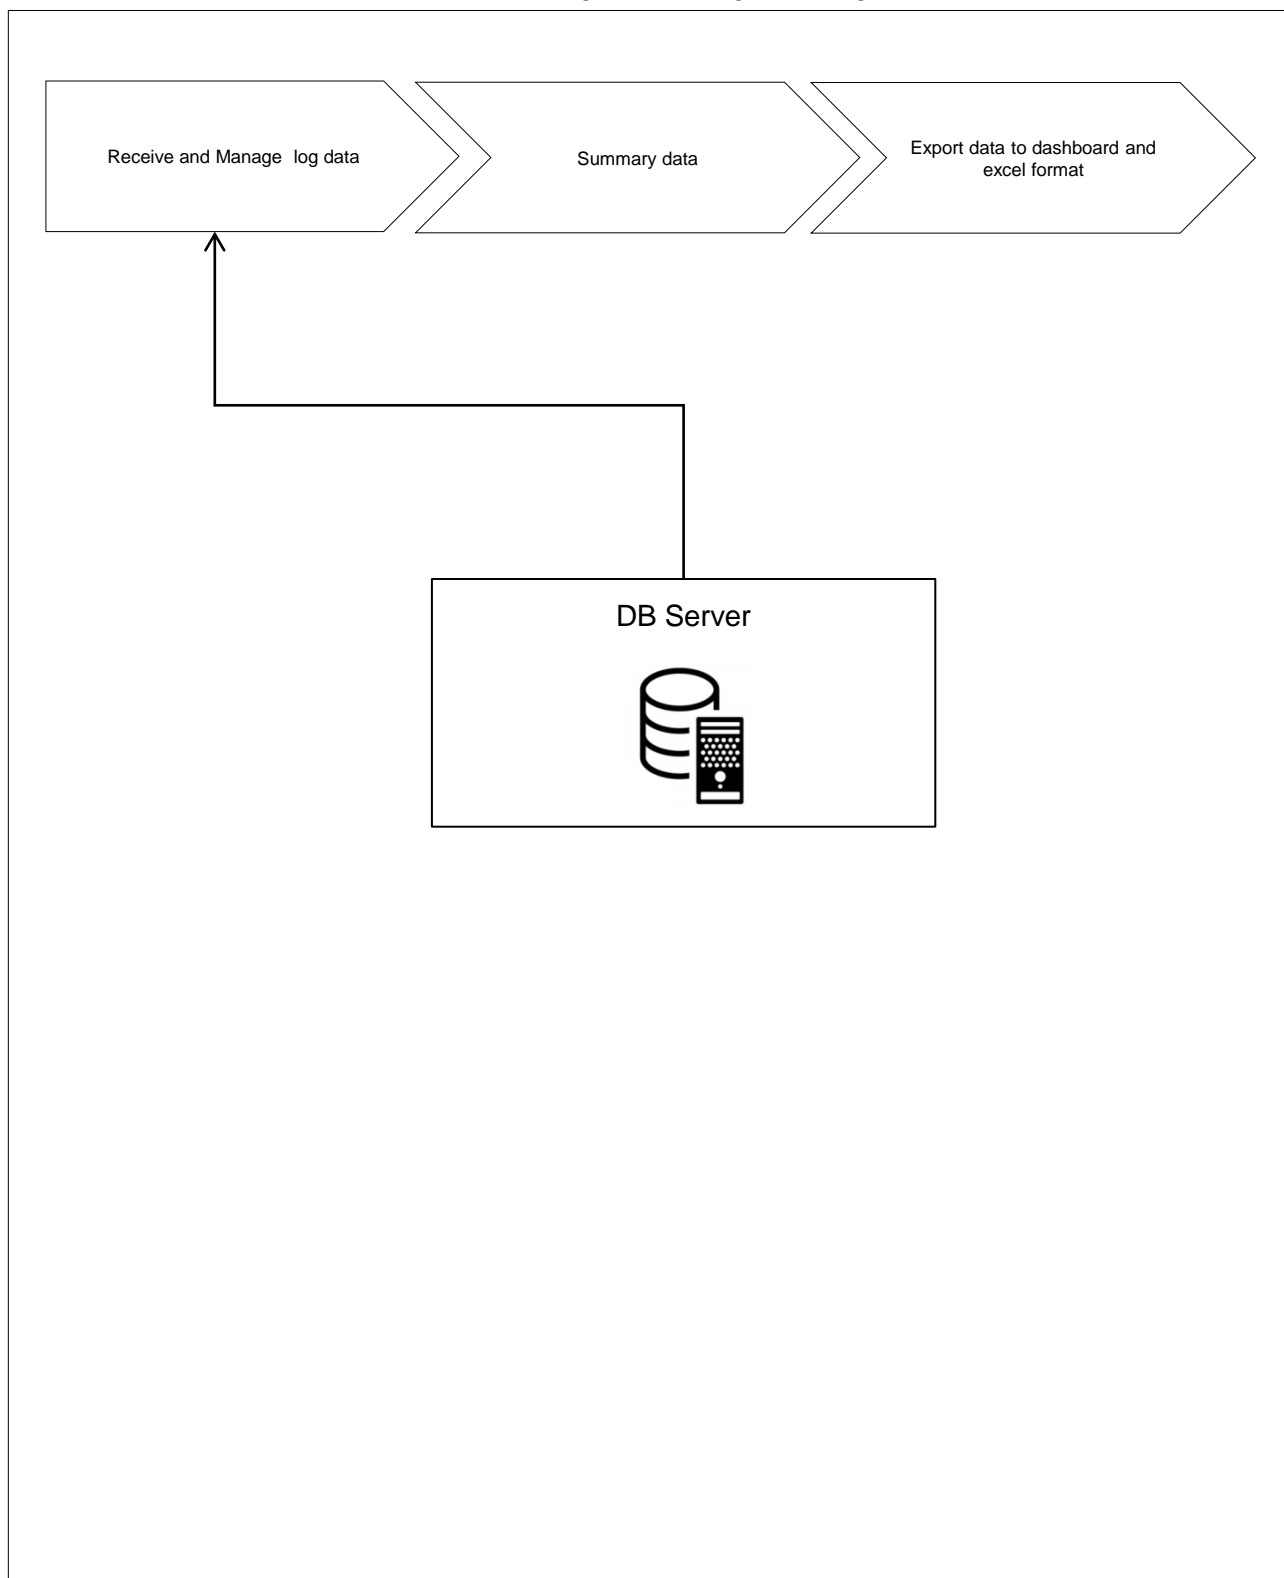 Receive and Manage  log data
Summary data
Export data to dashboard and
excel format
DB Server